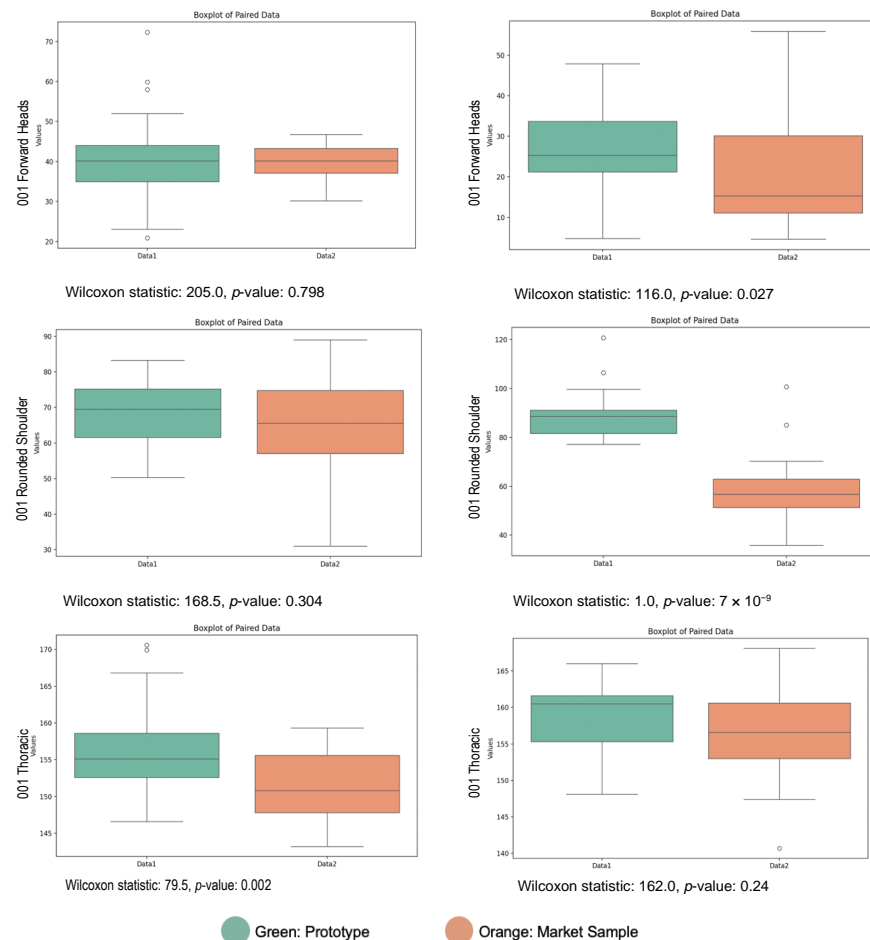 Boxplot of Paired Data
70
60
50
40
30
20
Values
001 Forward Heads
Data1
Data2
Wilcoxon statistic: 205.0, p-value: 0.798
Boxplot of Paired Data
50
40
30
20
10
Values
001 Forward Heads
Data1
Data2
Wilcoxon statistic: 116.0, p-value: 0.027
Boxplot of Paired Data
90
80
70
60
50
40
30
Values
001 Rounded Shoulder
Data1
Data2
Wilcoxon statistic: 168.5, p-value: 0.304
Boxplot of Paired Data
120
100
80
60
40
Values
001 Rounded Shoulder
Data1
Data2
Wilcoxon statistic: 1.0, p-value: 7 × 10⁻⁹
Boxplot of Paired Data
170
165
160
155
150
145
Values
001 Thoracic
Data1
Data2
Wilcoxon statistic: 79.5, p-value: 0.002
Boxplot of Paired Data
165
160
155
150
145
140
Values
001 Thoracic
Data1
Data2
Wilcoxon statistic: 162.0, p-value: 0.24
Green: Prototype
Orange: Market Sample